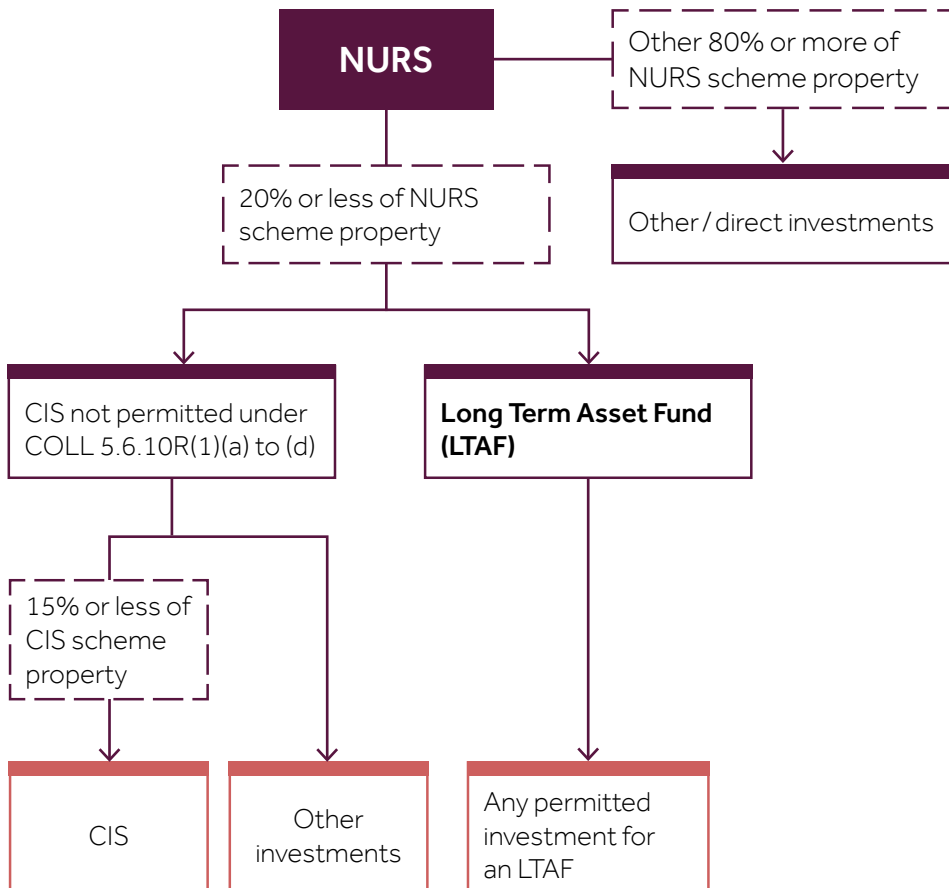 NURS
Other 80% or more of
NURS scheme property
20% or less of NURS
scheme property
Other / direct investments
CIS not permitted under
COLL 5.6.10R(1)(a) to (d)
Long Term Asset Fund
(LTAF)
15% or less of
CIS scheme
property
CIS
Other
investments
Any permitted
investment for
an LTAF